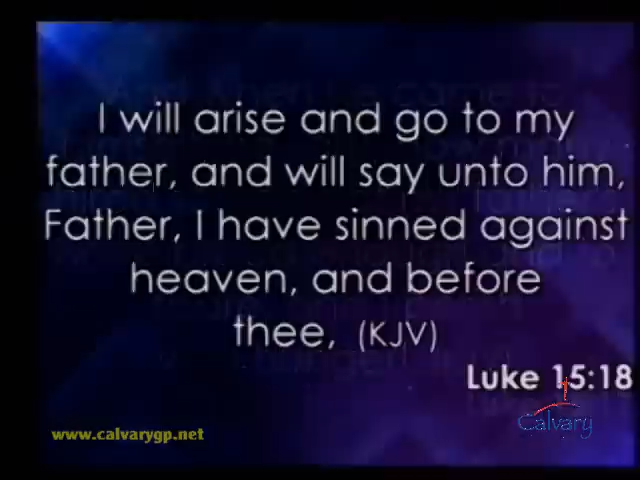 I will arise and go to my
father, and will say unto him,
Father, I have sinned against
heaven, and before
thee, (KJV)
Luke 15:18
www.calvarygp.net
Calvary